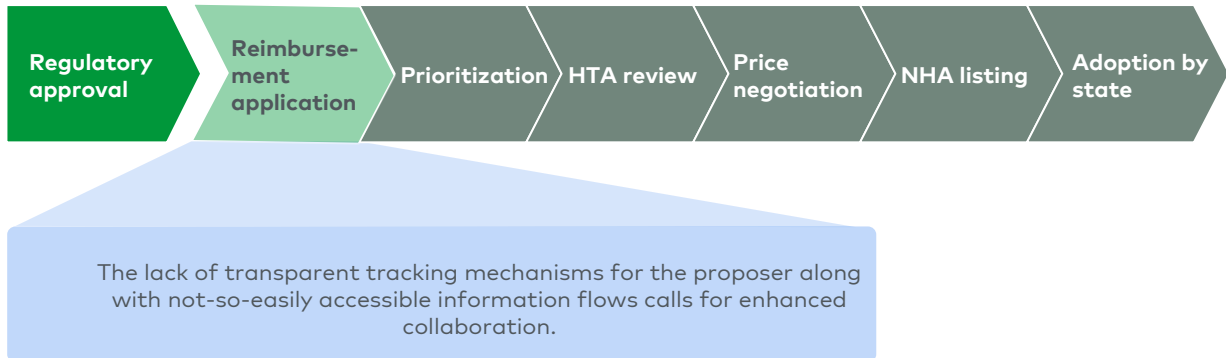 Regulatory
approval
Reimburse-
ment
application
Prioritization
HTA review
Price
negotiation
NHA listing
Adoption by
state
The lack of transparent tracking mechanisms for the proposer along
with not-so-easily accessible information flows calls for enhanced
collaboration.